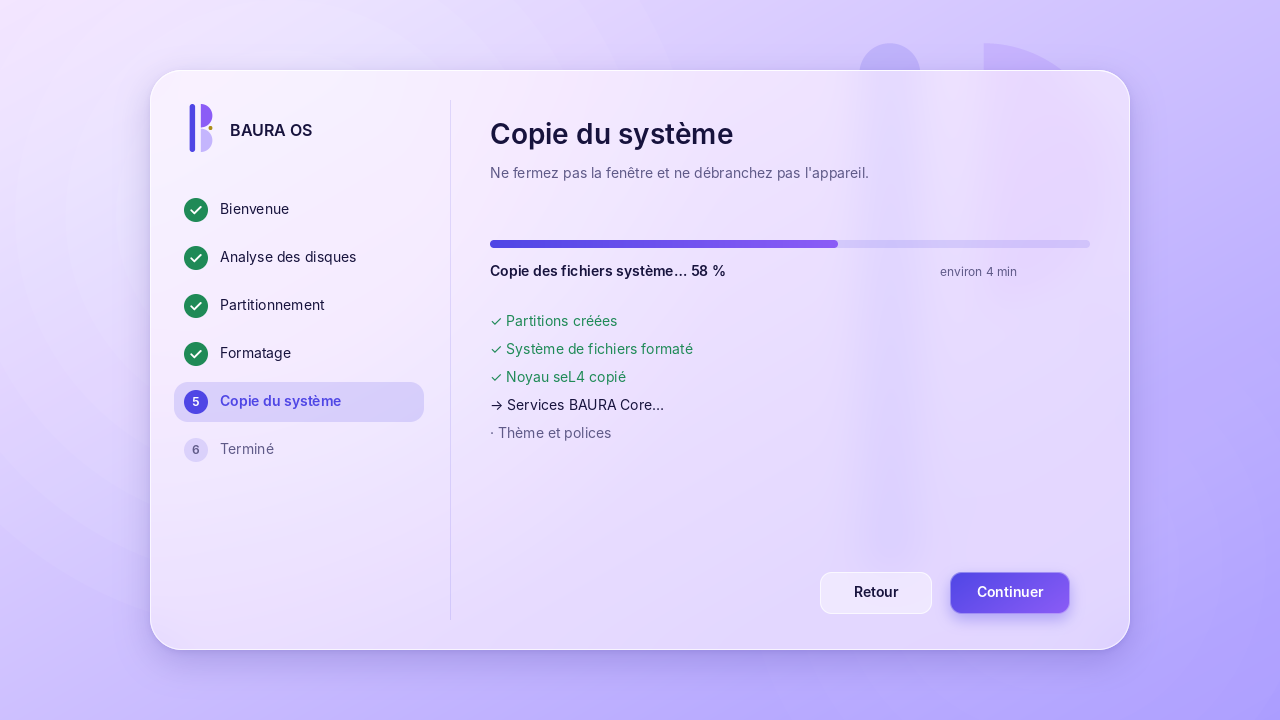 BAURA OS
Bienvenue
Analyse des disques
Partitionnement
Formatage
5 Copie du système
6 Terminé
Copie du système
Ne fermez pas la fenêtre et ne débranchez pas l'appareil.
Copie des fichiers système… 58 % environ 4 min
✓ Partitions créées
✓ Système de fichiers formaté
✓ Noyau seL4 copié
→ Services BAURA Core…
· Thème et polices
Retour Continuer